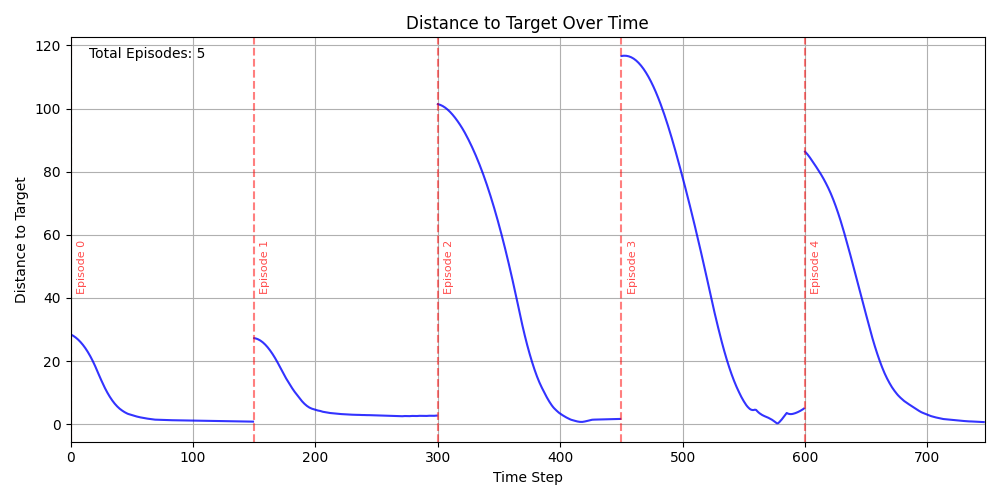 Distance to Target Over Time
Total Episodes: 5
Distance to Target
120
100
80
60
40
20
0
Episode 0
Episode 1
Episode 2
Episode 3
Episode 4
0
100
200
300
400
500
600
700
Time Step